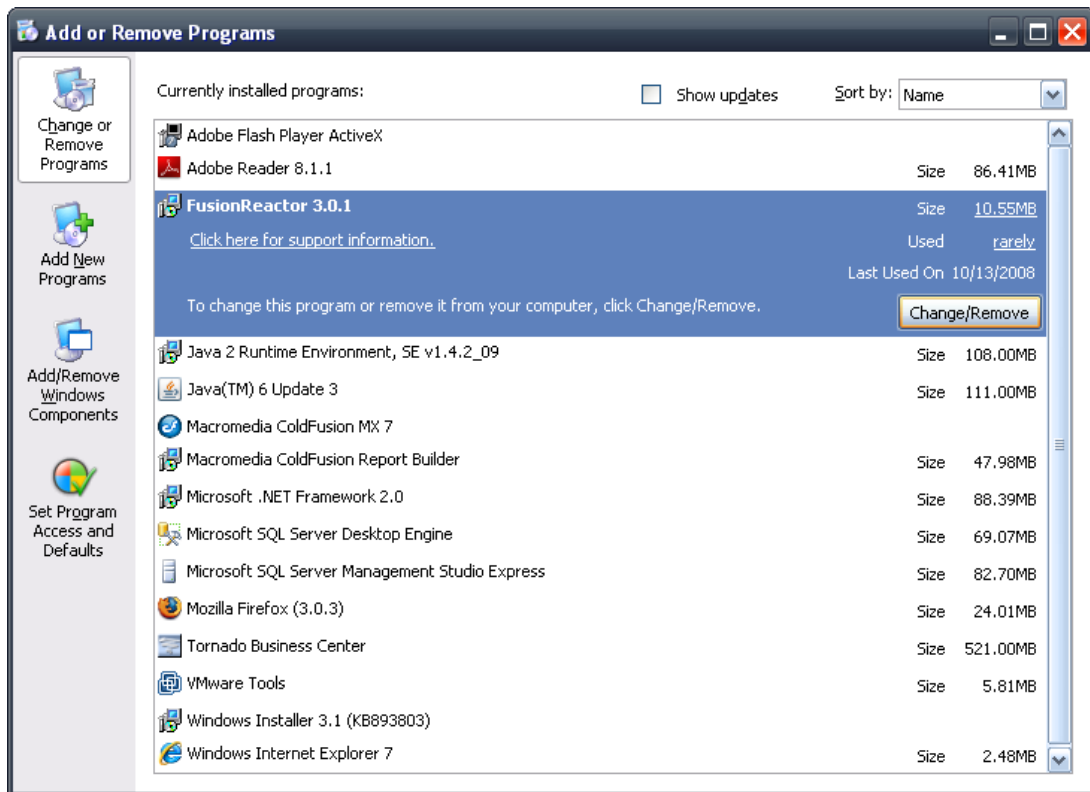 Add or Remove Programs
Change or
Remove
Programs
Add New
Programs
Add/Remove
Windows
Components
Set Program
Access and
Defaults
Currently installed programs:
Show updates
Sort by: Name
Adobe Flash Player ActiveX
Adobe Reader 8.1.1 Size 86.41MB
FusionReactor 3.0.1 Size 10.55MB
Click here for support information. Used rarely
Last Used On 10/13/2008
To change this program or remove it from your computer, click Change/Remove. Change/Remove
Java 2 Runtime Environment, SE v1.4.2_09 Size 108.00MB
Java(TM) 6 Update 3 Size 111.00MB
Macromedia ColdFusion MX 7
Macromedia ColdFusion Report Builder Size 47.98MB
Microsoft .NET Framework 2.0 Size 88.39MB
Microsoft SQL Server Desktop Engine Size 69.07MB
Microsoft SQL Server Management Studio Express Size 82.70MB
Mozilla Firefox (3.0.3) Size 24.01MB
Tornado Business Center Size 521.00MB
VMware Tools Size 5.81MB
Windows Installer 3.1 (KB893803)
Windows Internet Explorer 7 Size 2.48MB